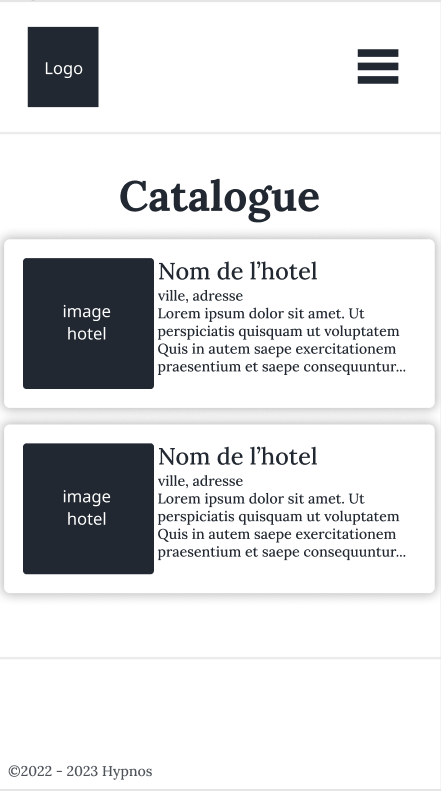 Logo
Catalogue
image
hotel
Nom de l’hotel
ville, adresse
Lorem ipsum dolor sit amet. Ut
perspiciatis quisquam ut voluptatem
Quis in autem saepe exercitationem
praesentium et saepe consequuntur...
image
hotel
Nom de l’hotel
ville, adresse
Lorem ipsum dolor sit amet. Ut
perspiciatis quisquam ut voluptatem
Quis in autem saepe exercitationem
praesentium et saepe consequuntur...
©2022 - 2023 Hypnos